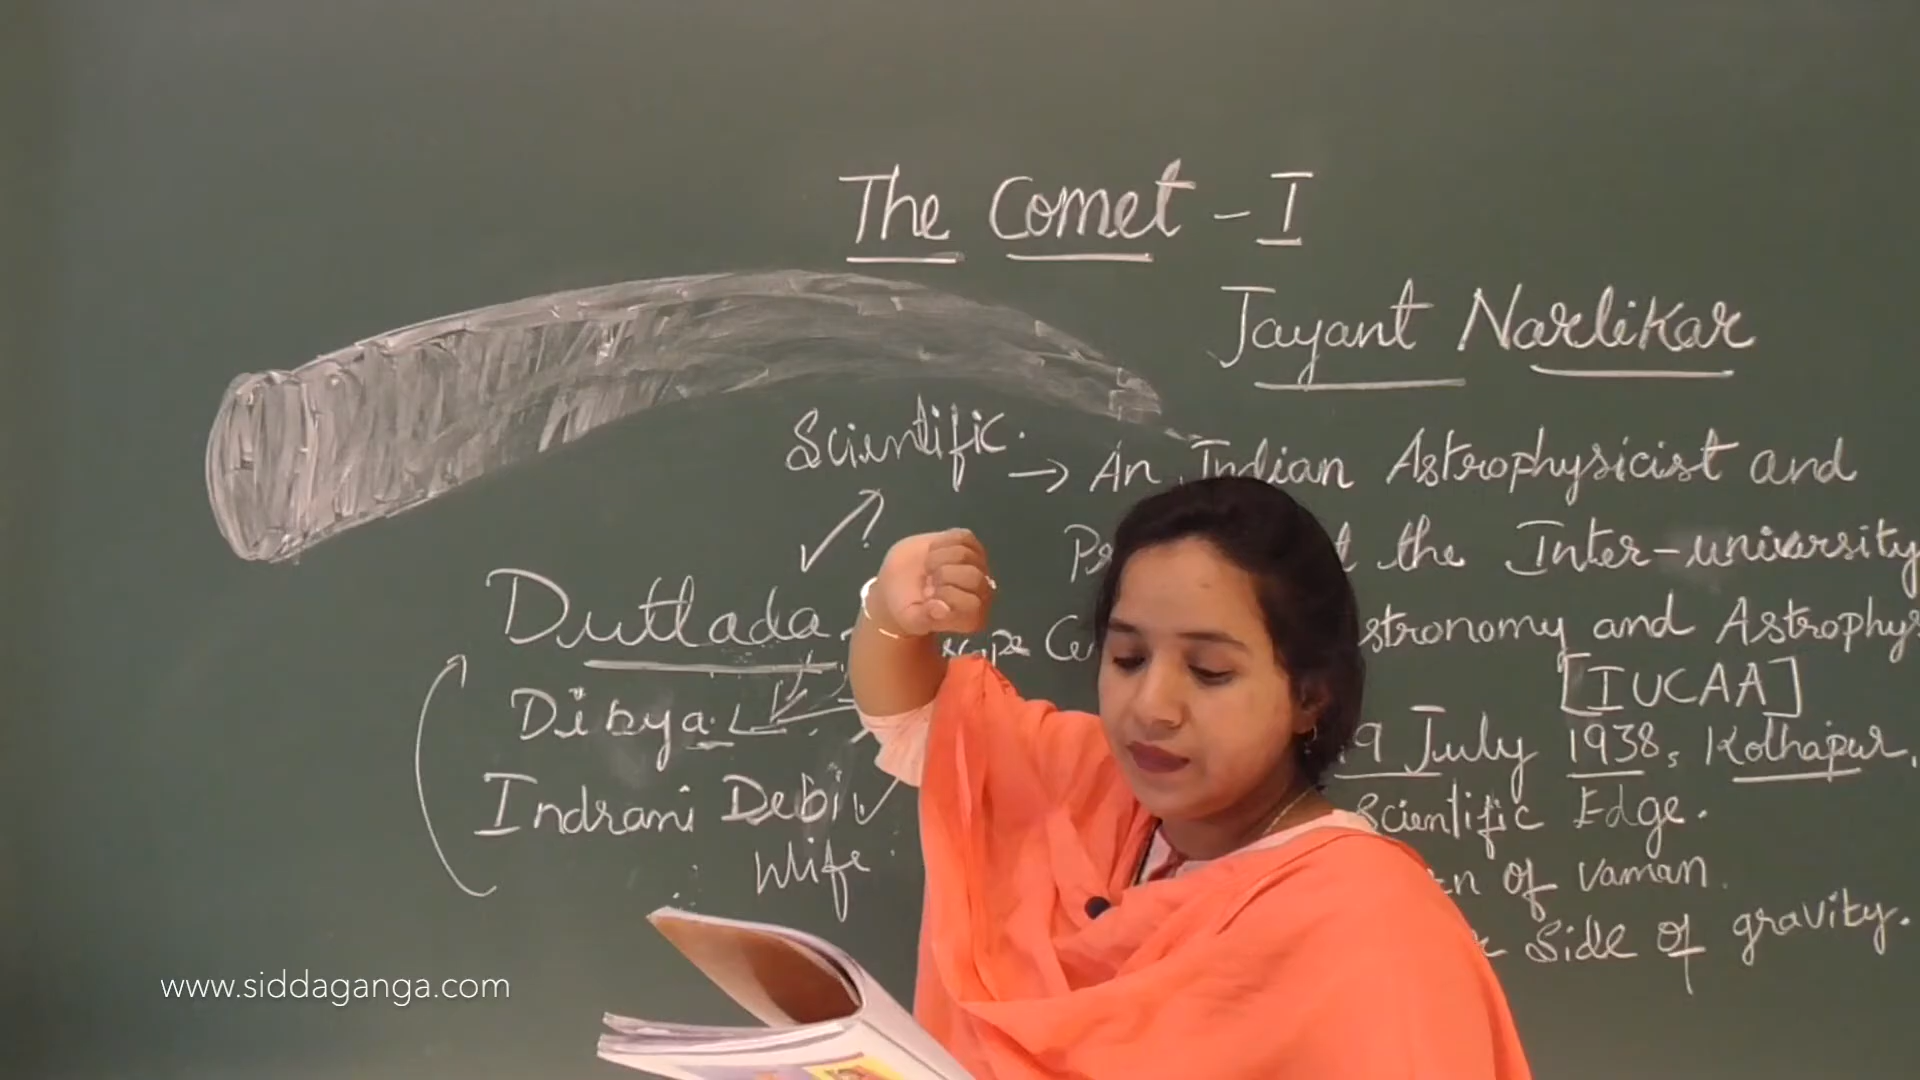 The Comet - I
Jayant Narlikar
Scientific.
→ An Indian Astrophysicist and
the Inter-university
?
Duttada
Astrophys
stronomy and
[IUCAA]
Dibya
9 July 1938, Kolhapur,
Indrani Debi
Scientific Edge.
Wife
of Vaman.
Side of gravity.
www.siddaganga.com